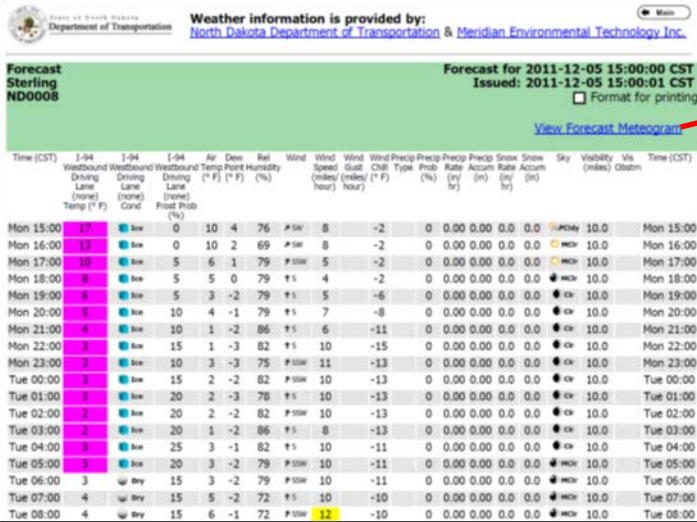 State of North Dakota
Department of Transportation
Weather information is provided by:
North Dakota Department of Transportation & Meridian Environmental Technology Inc.
Main
Forecast
Sterling
ND0008
Forecast for 2011-12-05 15:00:00 CST
Issued: 2011-12-05 15:00:01 CST
Format for printing
View Forecast Meteogram
Time (CST) I-94 Westbound Driving Lane (none) Temp (° F) I-94 Westbound Driving Lane (none) Cond I-94 Westbound Driving Lane (none) Frost Prob (%) Air Temp (° F) Dew Point (° F) Rel Humidity (%) Wind Wind Speed (miles/hour) Wind Gust (miles/hour) Wind Chill (° F) Precip Type Precip Prob (%) Precip Rate (in/hr) Precip Accum (in) Snow Rate (in/hr) Snow Accum (in) Sky Visibility (miles) Vis Obstrn Time (CST)
Mon 15:00 17 Ice 0 10 4 76 SW 8 -2 0 0.00 0.00 0.0 0.0 PCldy 10.0 Mon 15:00
Mon 16:00 13 Ice 0 10 2 69 SW 8 -2 0 0.00 0.00 0.0 0.0 MClr 10.0 Mon 16:00
Mon 17:00 10 Ice 5 6 1 79 SSW 5 -2 0 0.00 0.00 0.0 0.0 MClr 10.0 Mon 17:00
Mon 18:00 8 Ice 5 5 0 79 S 4 -2 0 0.00 0.00 0.0 0.0 MClr 10.0 Mon 18:00
Mon 19:00 6 Ice 5 3 -2 79 S 5 -6 0 0.00 0.00 0.0 0.0 Clr 10.0 Mon 19:00
Mon 20:00 5 Ice 10 4 -1 79 S 7 -8 0 0.00 0.00 0.0 0.0 Clr 10.0 Mon 20:00
Mon 21:00 4 Ice 10 1 -2 86 S 6 -11 0 0.00 0.00 0.0 0.0 Clr 10.0 Mon 21:00
Mon 22:00 3 Ice 15 1 -3 82 S 10 -15 0 0.00 0.00 0.0 0.0 Clr 10.0 Mon 22:00
Mon 23:00 3 Ice 10 3 -3 75 SSW 11 -13 0 0.00 0.00 0.0 0.0 Clr 10.0 Mon 23:00
Tue 00:00 3 Ice 15 2 -2 82 SSW 10 -13 0 0.00 0.00 0.0 0.0 Clr 10.0 Tue 00:00
Tue 01:00 3 Ice 20 2 -3 78 S 10 -13 0 0.00 0.00 0.0 0.0 Clr 10.0 Tue 01:00
Tue 02:00 2 Ice 20 2 -2 82 SSW 10 -13 0 0.00 0.00 0.0 0.0 Clr 10.0 Tue 02:00
Tue 03:00 2 Ice 20 1 -2 86 S 8 -13 0 0.00 0.00 0.0 0.0 Clr 10.0 Tue 03:00
Tue 04:00 3 Ice 25 3 -1 82 S 10 -11 0 0.00 0.00 0.0 0.0 Clr 10.0 Tue 04:00
Tue 05:00 3 Ice 20 3 -2 79 SSW 10 -11 0 0.00 0.00 0.0 0.0 MClr 10.0 Tue 05:00
Tue 06:00 3 Dry 15 3 -2 79 SSW 10 -11 0 0.00 0.00 0.0 0.0 MClr 10.0 Tue 06:00
Tue 07:00 4 Dry 15 5 -2 72 S 10 -10 0 0.00 0.00 0.0 0.0 MClr 10.0 Tue 07:00
Tue 08:00 4 Dry 15 6 -1 72 SSW 12 -10 0 0.00 0.00 0.0 0.0 MClr 10.0 Tue 08:00